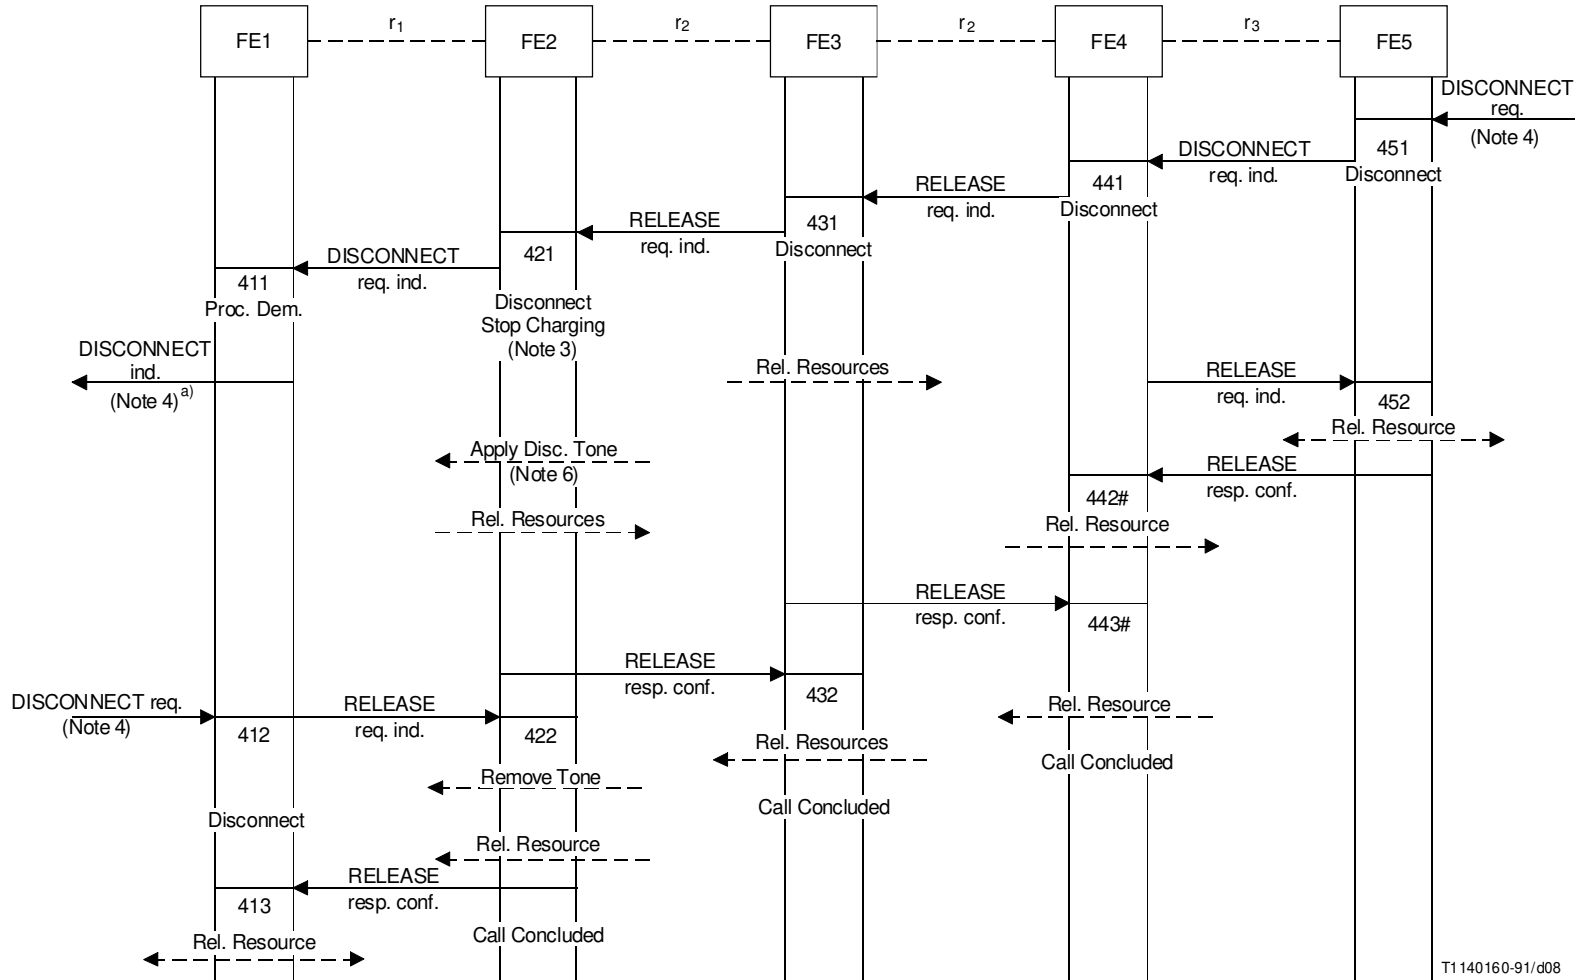 FE1
r1
FE2
r2
FE3
r2
FE4
r3
FE5
DISCONNECT
req.
(Note 4)
451
Disconnect
DISCONNECT
req. ind.
441
Disconnect
RELEASE
req. ind.
431
Disconnect
RELEASE
req. ind.
421
Disconnect
Stop Charging
(Note 3)
DISCONNECT
req. ind.
411
Proc. Dem.
DISCONNECT
ind.
(Note 4) a)
Rel. Resources
RELEASE
req. ind.
452
Rel. Resource
Apply Disc. Tone
(Note 6)
RELEASE
resp. conf.
442#
Rel. Resource
Rel. Resources
RELEASE
resp. conf.
443#
RELEASE
resp. conf.
432
DISCONNECT req.
(Note 4)
412
RELEASE
req. ind.
422
Rel. Resource
Call Concluded
Rel. Resources
Call Concluded
Remove Tone
Disconnect
Rel. Resource
RELEASE
resp. conf.
413
Call Concluded
Rel. Resource
T1140160-91/d08